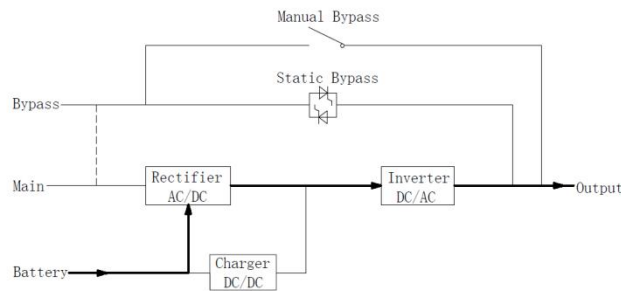 Manual Bypass
Static Bypass
Bypass
Main
Rectifier
AC/DC
Inverter
DC/AC
Output
Battery
Charger
DC/DC